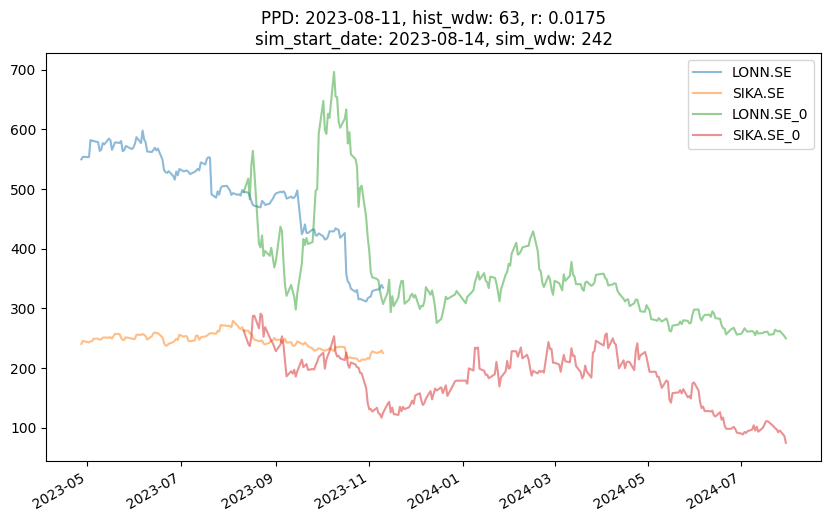 PPD: 2023-08-11, hist_wdw: 63, r: 0.0175
sim_start_date: 2023-08-14, sim_wdw: 242
LONN.SE
SIKA.SE
LONN.SE_0
SIKA.SE_0
700
600
500
400
300
200
100
2023-05
2023-07
2023-09
2023-11
2024-01
2024-03
2024-05
2024-07